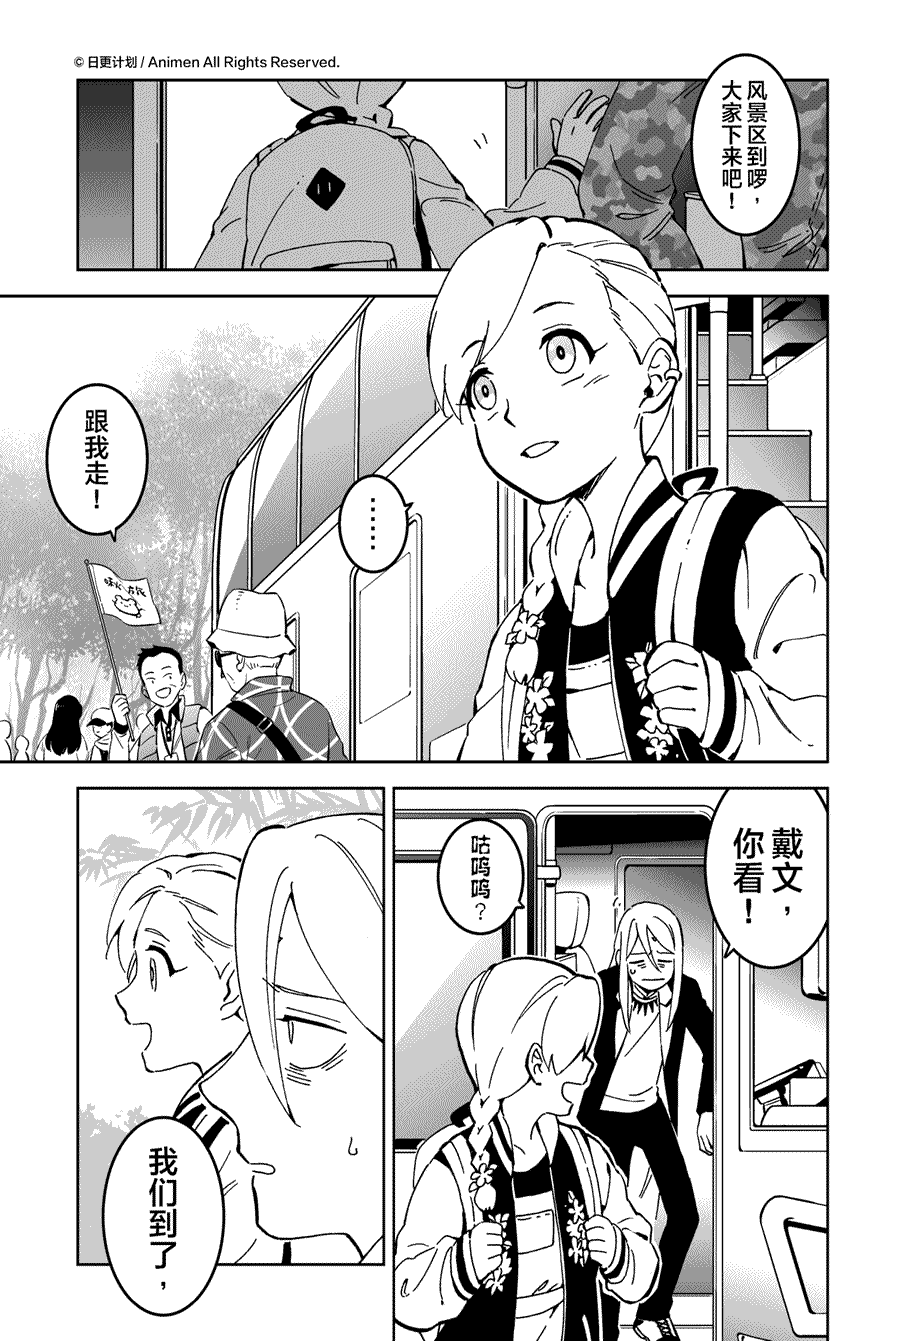 © 日更计划 / Animen All Rights Reserved.
风景区到啰，
大家下来吧！
……
跟我走！
戴文，
你看！
咕呜呜？
我们到了，